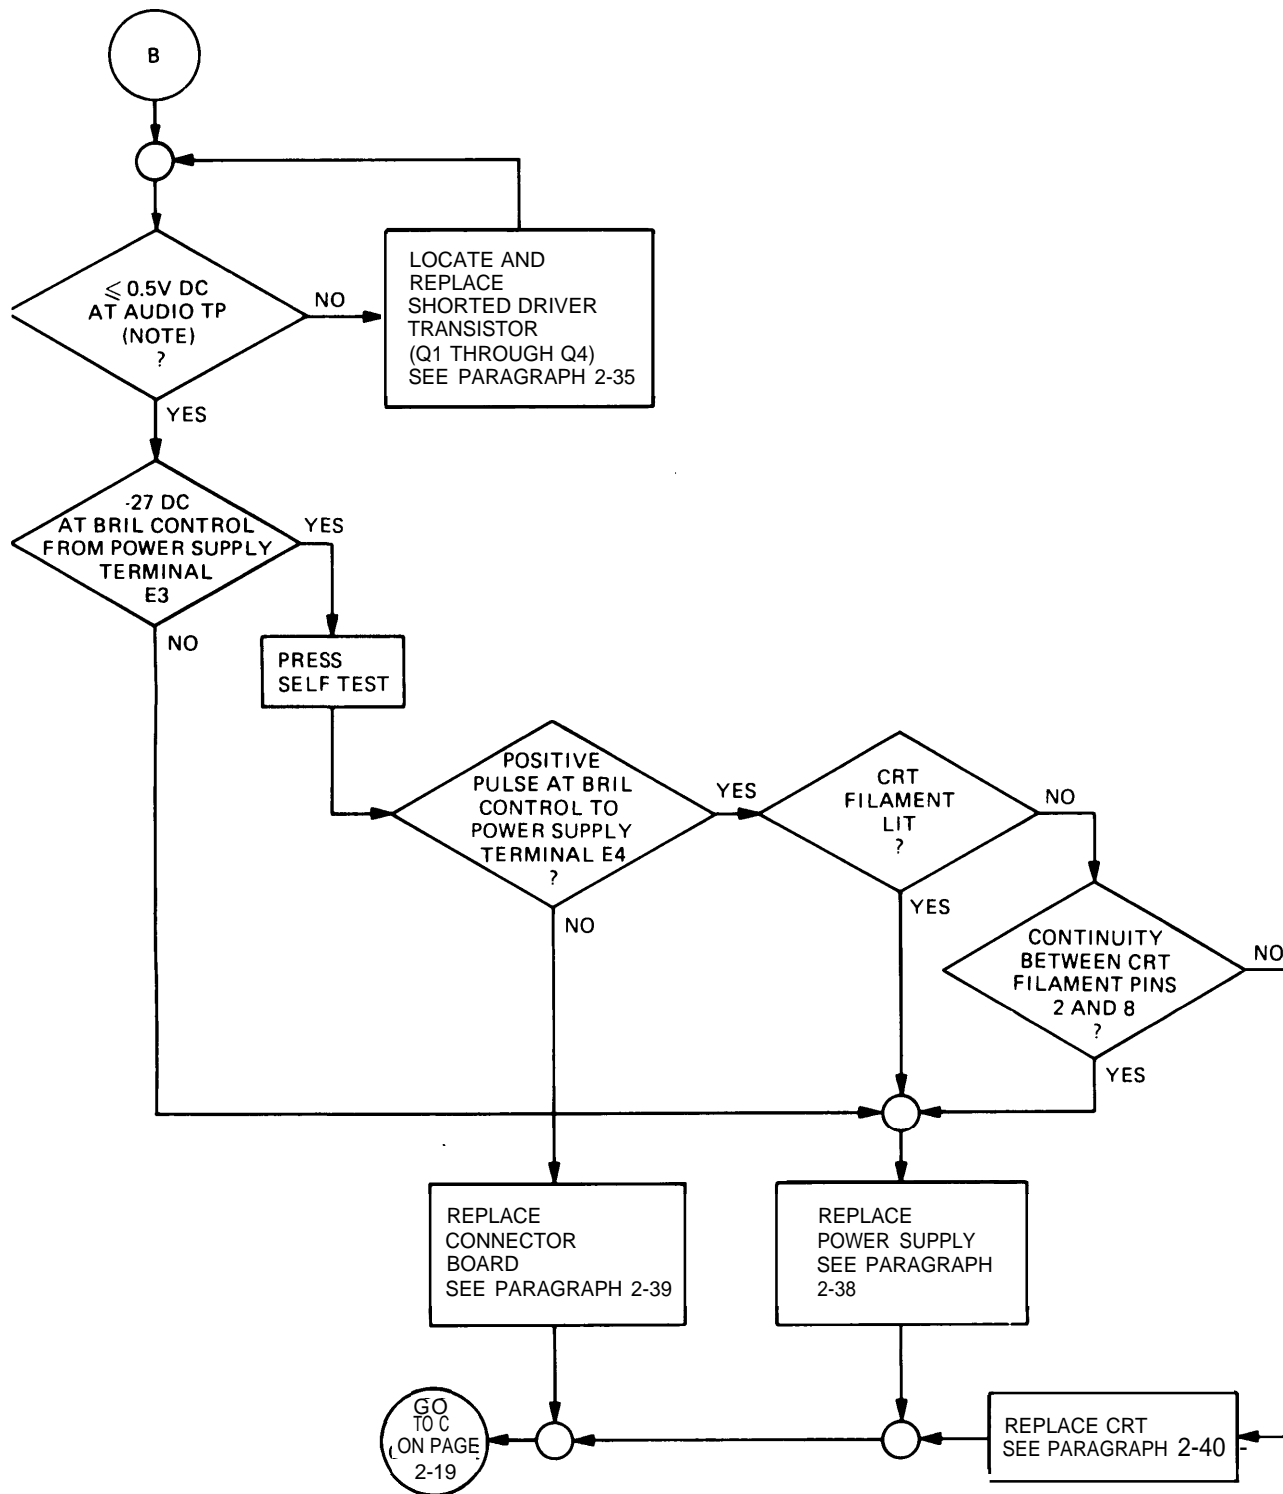 B
⩽ 0.5V DC
AT AUDIO TP
(NOTE)
?
NO
LOCATE AND
REPLACE
SHORTED DRIVER
TRANSISTOR
(Q1 THROUGH Q4)
SEE PARAGRAPH 2-35
YES
-27 DC
AT BRIL CONTROL
FROM POWER SUPPLY
TERMINAL
E3
YES
NO
PRESS
SELF TEST
POSITIVE
PULSE AT BRIL
CONTROL TO
POWER SUPPLY
TERMINAL E4
?
YES
NO
CRT
FILAMENT
LIT
?
NO
YES
CONTINUITY
BETWEEN CRT
FILAMENT PINS
2 AND 8
?
NO
YES
REPLACE
CONNECTOR
BOARD
SEE PARAGRAPH 2-39
REPLACE
POWER SUPPLY
SEE PARAGRAPH
2-38
GO
TO C
ON PAGE
2-19
REPLACE CRT
SEE PARAGRAPH 2-40